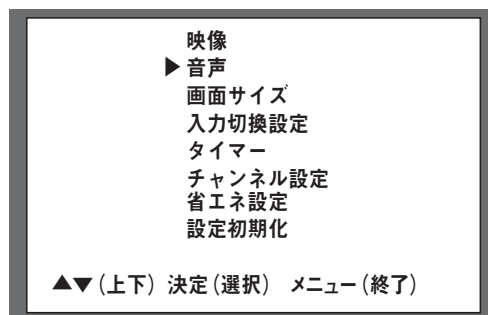 映像
▶音声
画面サイズ
入力切換設定
タイマー
チャンネル設定
省エネ設定
設定初期化
▲▼(上下) 決定(選択) メニュー(終了)